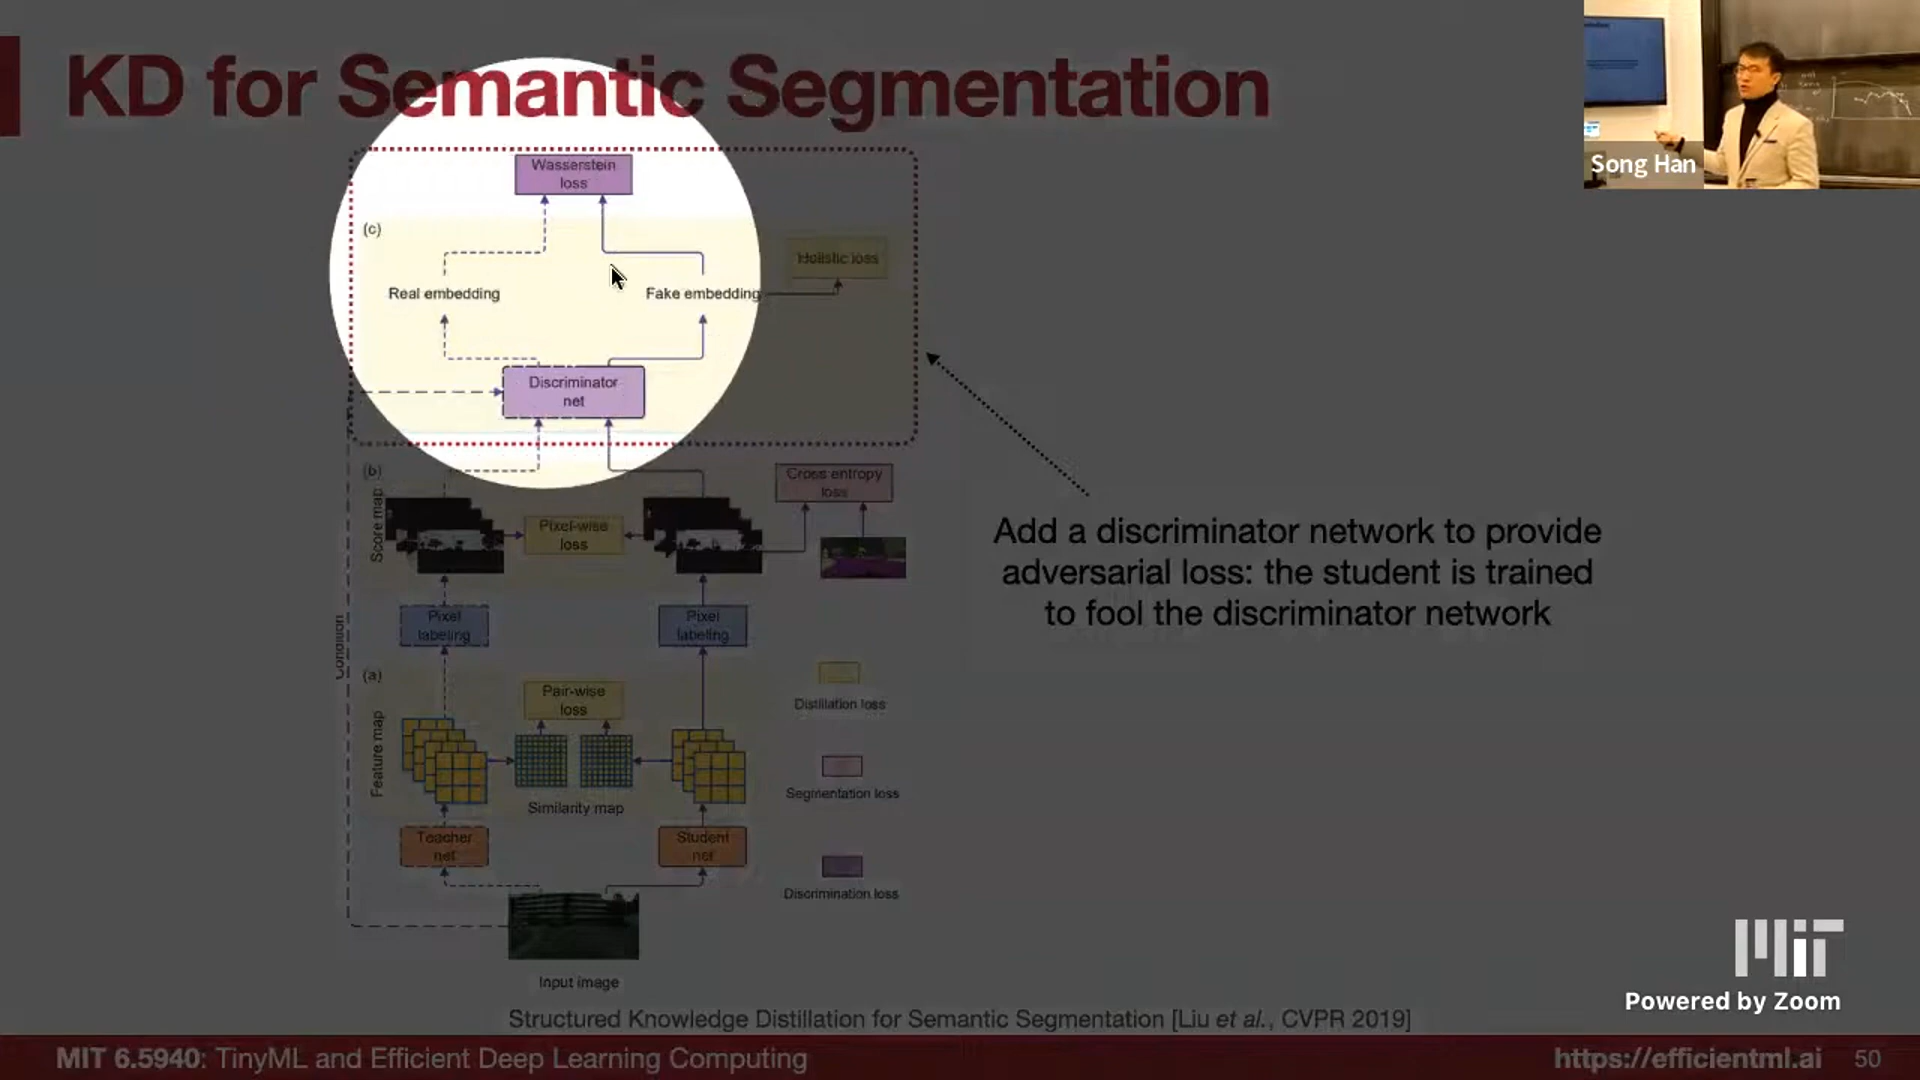 KD for Semantic Segmentation
Song Han
Wasserstein
loss
(c)
Holistic loss
Real embedding
Fake embedding
Discriminator
net
(b)
Score map
Cross entropy
loss
Pixel-wise
loss
Add a discriminator network to provide
adversarial loss: the student is trained
to fool the discriminator network
Condition
Pixel
labeling
Pixel
labeling
(a)
Feature map
Pair-wise
loss
Distillation loss
Segmentation loss
Similarity map
Teacher
net
Student
net
Discrimination loss
Input image
MIT
Powered by Zoom
Structured Knowledge Distillation for Semantic Segmentation [Liu et al., CVPR 2019]
MIT 6.5940: TinyML and Efficient Deep Learning Computing
https://efficientml.ai
50